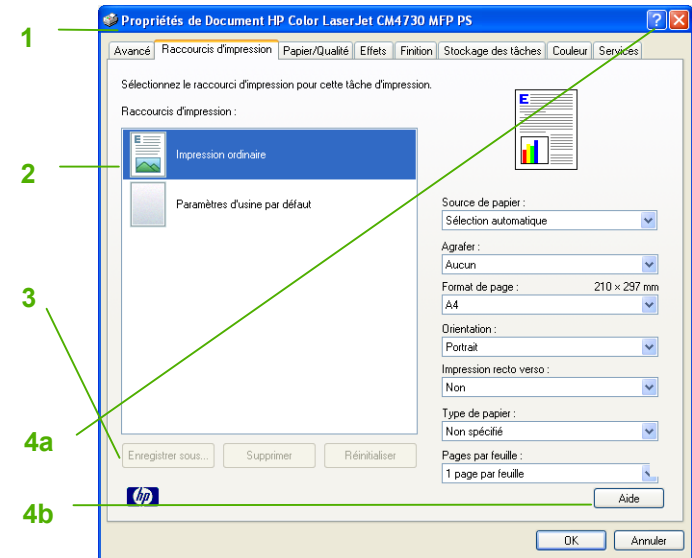 Propriétés de Document HP Color LaserJet CM4730 MFP PS
?
1
Avancé Raccourcis d'impression Papier/Qualité Effets Finition Stockage des tâches Couleur Services
Sélectionnez le raccourci d'impression pour cette tâche d'impression.
Raccourcis d'impression :
E
E
Impression ordinaire
2
Paramètres d'usine par défaut
Source de papier :
Sélection automatique
Agrafer :
Aucun
Format de page : 210 × 297 mm
A4
3
Orientation :
Portrait
Impression recto verso :
Non
Type de papier :
Non spécifié
4a
Enregistrer sous... Supprimer Réinitialiser
Pages par feuille :
1 page par feuille
hp
Aide
4b
OK Annuler